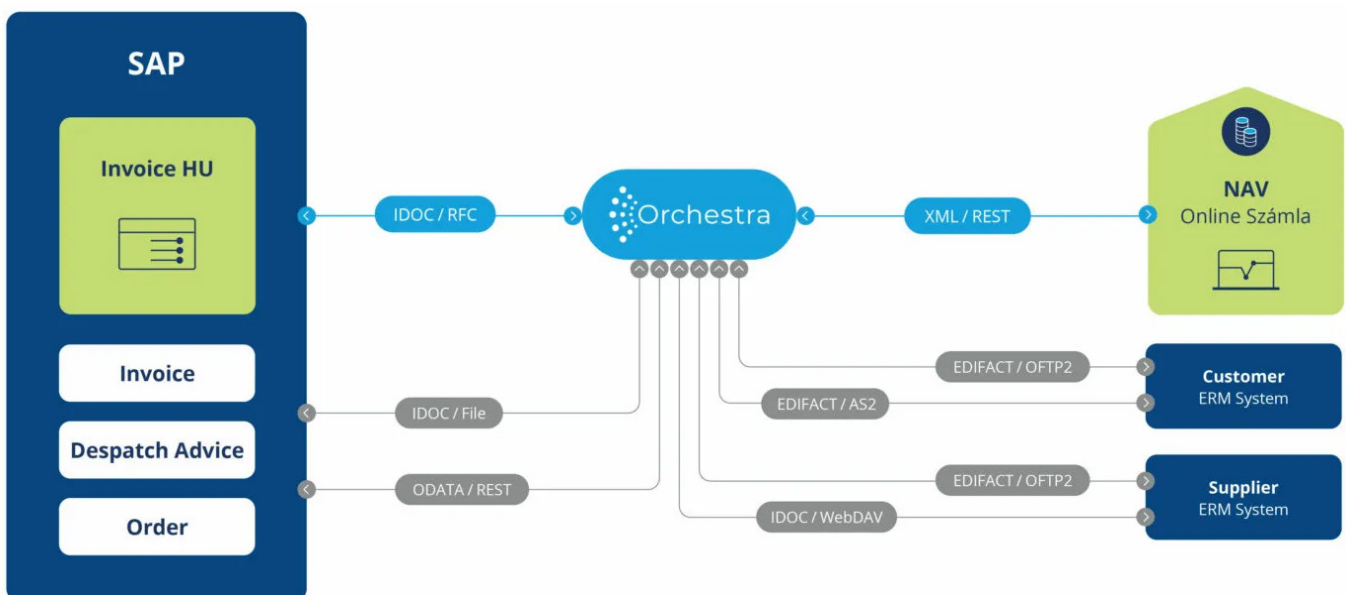 SAP
Invoice HU
Invoice
Despatch Advice
Order
IDOC / RFC
Orchestra
XML / REST
NAV
Online Számla
IDOC / File
ODATA / REST
EDIFACT / OFTP2
EDIFACT / AS2
EDIFACT / OFTP2
IDOC / WebDAV
Customer
ERM System
Supplier
ERM System